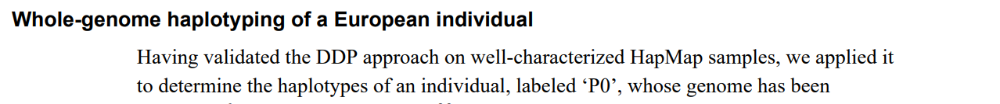 Whole-genome haplotyping of a European individual
Having validated the DDP approach on well-characterized HapMap samples, we applied it
to determine the haplotypes of an individual, labeled ‘P0’, whose genome has been